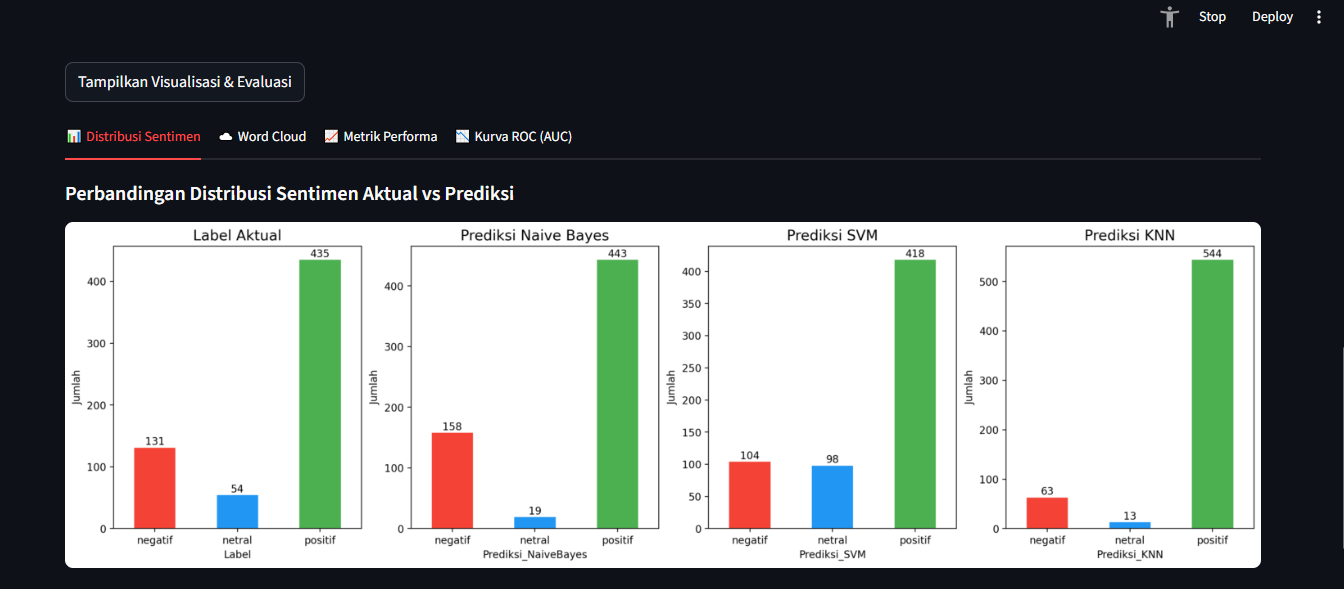 Stop Deploy
Tampilkan Visualisasi & Evaluasi
Distribusi Sentimen Word Cloud Metrik Performa Kurva ROC (AUC)
Perbandingan Distribusi Sentimen Aktual vs Prediksi
Label Aktual
435
400
300
200
100
0
Jumlah
131
54
negatif netral positif
Label
Prediksi Naive Bayes
443
400
300
200
100
0
Jumlah
158
19
negatif netral positif
Prediksi_NaiveBayes
Prediksi SVM
418
400
350
300
250
200
150
100
50
0
Jumlah
104
98
negatif netral positif
Prediksi_SVM
Prediksi KNN
544
500
400
300
200
100
0
Jumlah
63
13
negatif netral positif
Prediksi_KNN